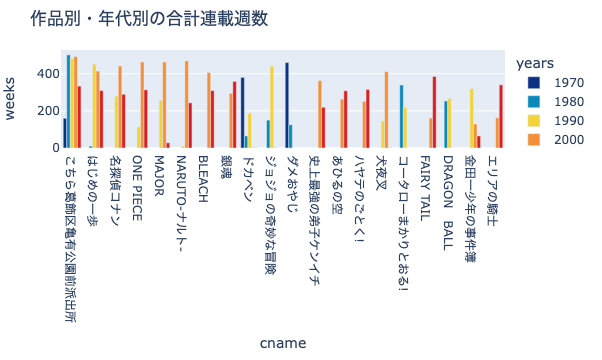 作品別・年代別の合計連載週数
weeks
400
200
0
years
1970
1980
1990
2000
こちら葛飾区亀有公園前派出所
はじめの一歩
名探偵コナン
ONE PIECE
MAJOR
NARUTO-ナルト-
BLEACH
銀魂
ドカベン
ジョジョの奇妙な冒険
ダメおやじ
史上最強の弟子ケンイチ
あひるの空
ハヤテのごとく!
犬夜叉
コータローまかりとおる!
FAIRY TAIL
DRAGON BALL
金田一少年の事件簿
エリアの騎士
cname